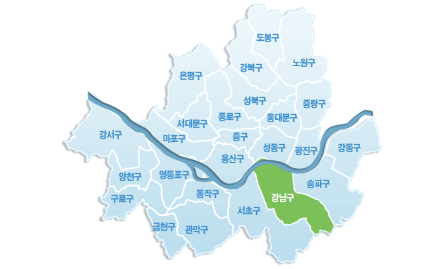 도봉구
노원구
강북구
은평구
성북구
중랑구
종로구
동대문구
서대문구
강서구
마포구
중구
성동구
광진구
강동구
용산구
양천구
영등포구
송파구
동작구
구로구
강남구
서초구
금천구
관악구